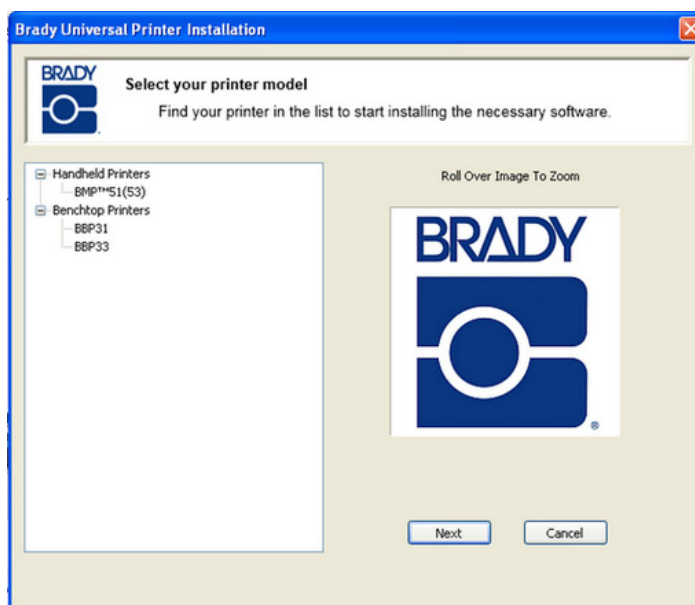 Brady Universal Printer Installation
BRADY
Select your printer model
Find your printer in the list to start installing the necessary software.
Handheld Printers
BMP™51(53)
Benchtop Printers
BBP31
BBP33
Roll Over Image To Zoom
BRADY
®
Next
Cancel